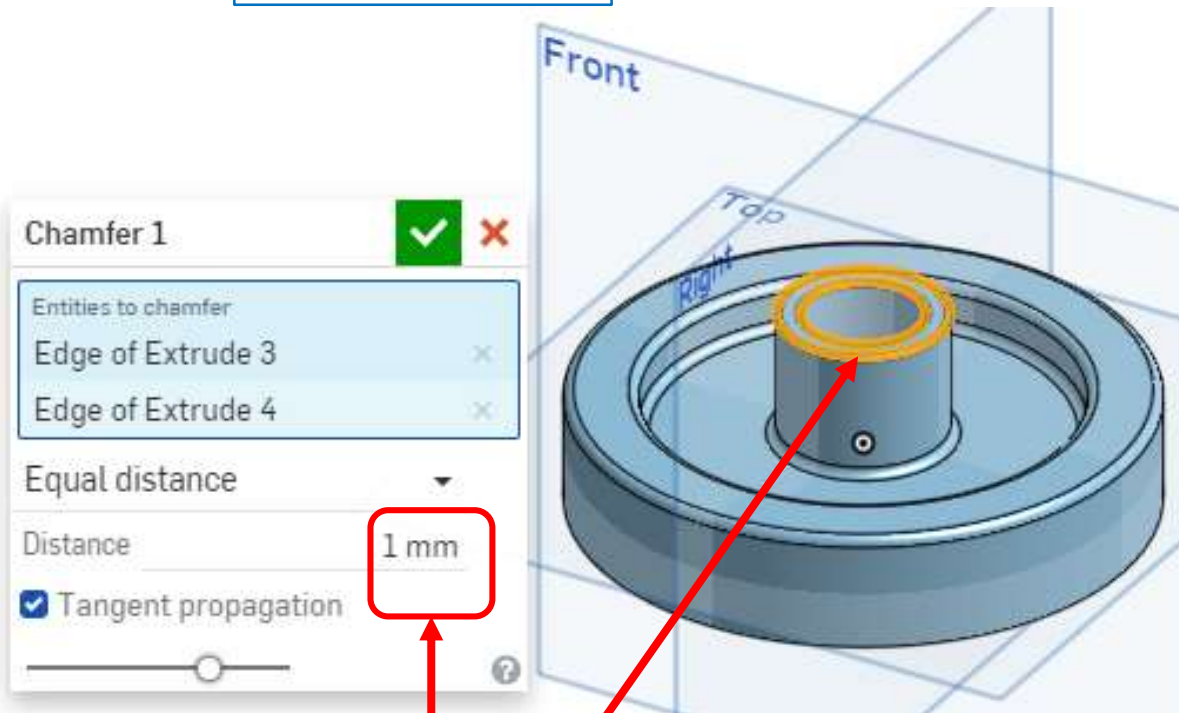 Front
Top
Right
Chamfer 1
Entities to chamfer
Edge of Extrude 3
Edge of Extrude 4
Equal distance
Distance 1 mm
Tangent propagation
?